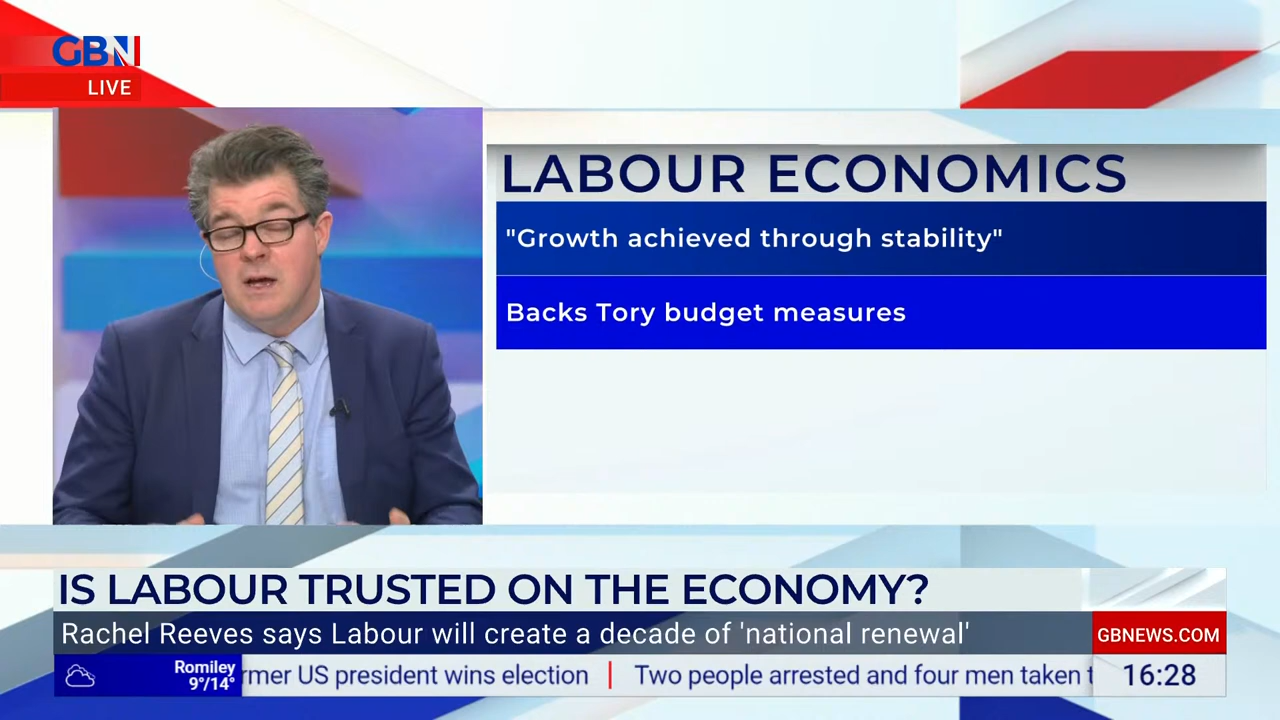 GBN
LIVE
LABOUR ECONOMICS
"Growth achieved through stability"
Backs Tory budget measures
IS LABOUR TRUSTED ON THE ECONOMY?
Rachel Reeves says Labour will create a decade of 'national renewal'
GBNEWS.COM
Romiley
9°/14°
rmer US president wins election | Two people arrested and four men taken t
16:28